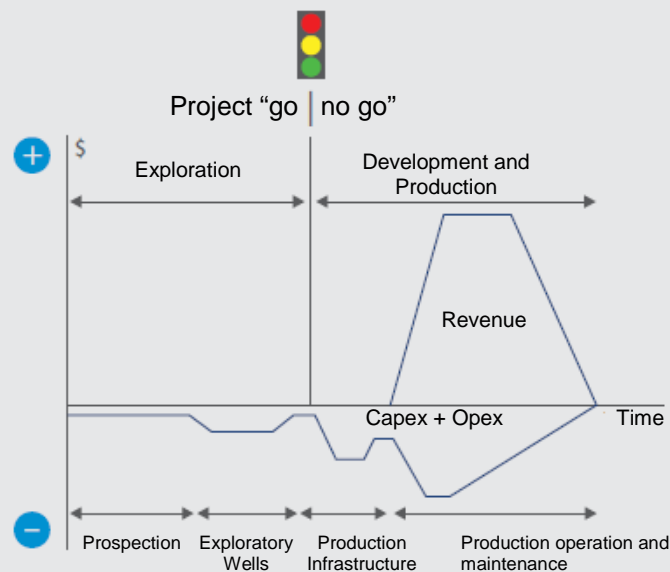 Project “go | no go”
+
$
Exploration
Development and
Production
Revenue
Capex + Opex
Time
−
Prospection
Exploratory
Wells
Production
Infrastructure
Production operation and
maintenance